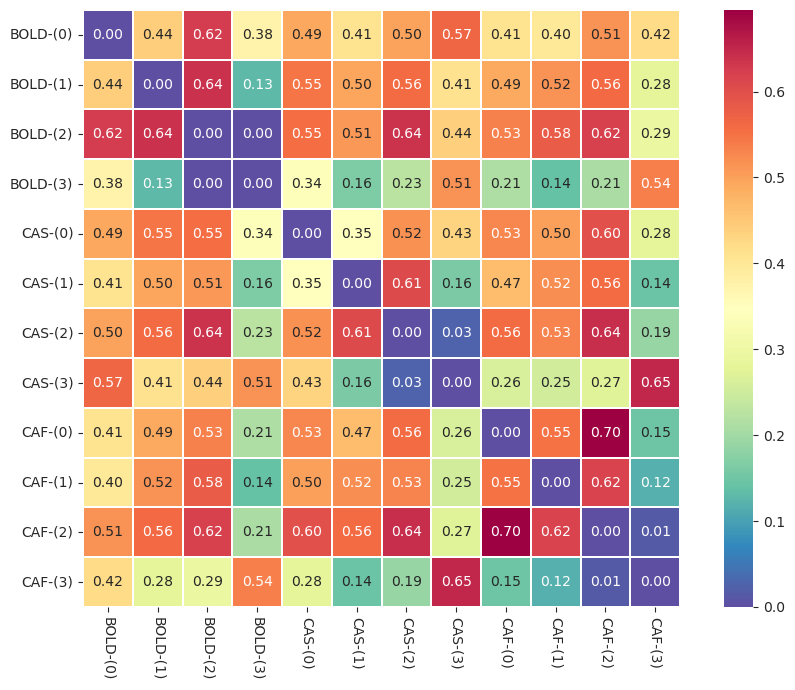 BOLD-(0) 0.00 0.44 0.62 0.38 0.49 0.41 0.50 0.57 0.41 0.40 0.51 0.42
BOLD-(1) 0.44 0.00 0.64 0.13 0.55 0.50 0.56 0.41 0.49 0.52 0.56 0.28
BOLD-(2) 0.62 0.64 0.00 0.00 0.55 0.51 0.64 0.44 0.53 0.58 0.62 0.29
BOLD-(3) 0.38 0.13 0.00 0.00 0.34 0.16 0.23 0.51 0.21 0.14 0.21 0.54
CAS-(0) 0.49 0.55 0.55 0.34 0.00 0.35 0.52 0.43 0.53 0.50 0.60 0.28
CAS-(1) 0.41 0.50 0.51 0.16 0.35 0.00 0.61 0.16 0.47 0.52 0.56 0.14
CAS-(2) 0.50 0.56 0.64 0.23 0.52 0.61 0.00 0.03 0.56 0.53 0.64 0.19
CAS-(3) 0.57 0.41 0.44 0.51 0.43 0.16 0.03 0.00 0.26 0.25 0.27 0.65
CAF-(0) 0.41 0.49 0.53 0.21 0.53 0.47 0.56 0.26 0.00 0.55 0.70 0.15
CAF-(1) 0.40 0.52 0.58 0.14 0.50 0.52 0.53 0.25 0.55 0.00 0.62 0.12
CAF-(2) 0.51 0.56 0.62 0.21 0.60 0.56 0.64 0.27 0.70 0.62 0.00 0.01
CAF-(3) 0.42 0.28 0.29 0.54 0.28 0.14 0.19 0.65 0.15 0.12 0.01 0.00
BOLD-(0) BOLD-(1) BOLD-(2) BOLD-(3) CAS-(0) CAS-(1) CAS-(2) CAS-(3) CAF-(0) CAF-(1) CAF-(2) CAF-(3)
0.6
0.5
0.4
0.3
0.2
0.1
0.0